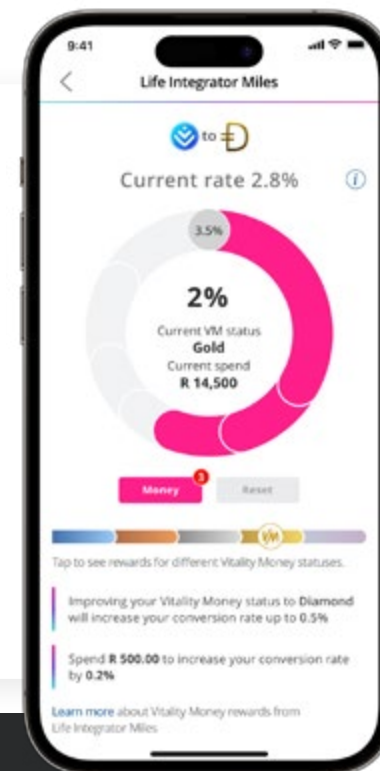 9:41
Life Integrator Miles
to
Current rate 2.8%
3.5%
2%
Current VM status
Gold
Current spend
R 14,500
3
Money
Reset
VM
Tap to see rewards for different Vitality Money statuses.
Improving your Vitality Money status to Diamond
will increase your conversion rate up to 0.5%
Spend R 500.00 to increase your conversion rate
by 0.2%
Learn more about Vitality Money rewards from
Life Integrator Miles